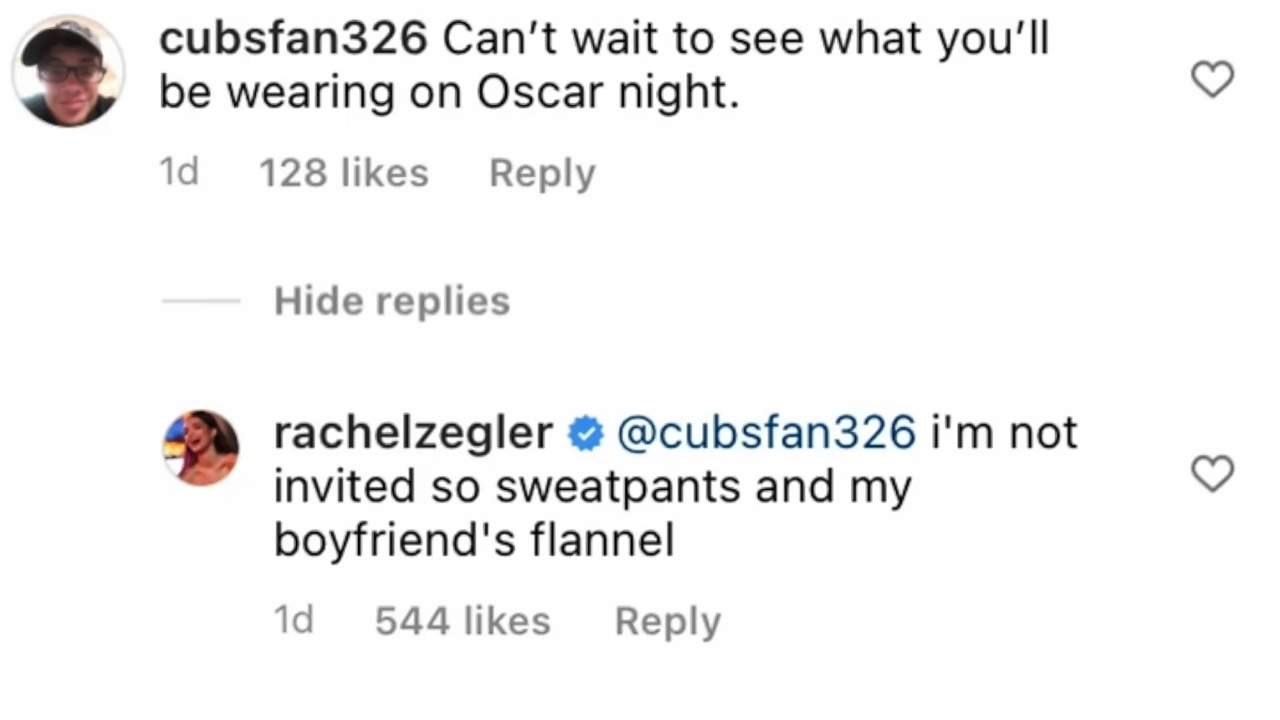 cubsfan326 Can’t wait to see what you’ll
be wearing on Oscar night.
1d 128 likes Reply
Hide replies
rachelzegler @cubsfan326 i'm not
invited so sweatpants and my
boyfriend's flannel
1d 544 likes Reply